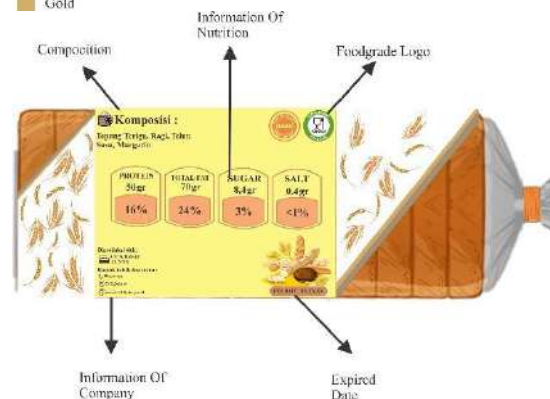 Gold
Information Of
Nutrition
Compocition
Foodgrade Logo
Komposisi :
Tepung Terigu, Ragi, Telur,
Susu, Margarin
PROTEIN
50gr
16%
TOTAL FAT
70gr
24%
SUGAR
8,4gr
3%
SALT
0.4gr
<1%
Information Of
Company
Expired
Date